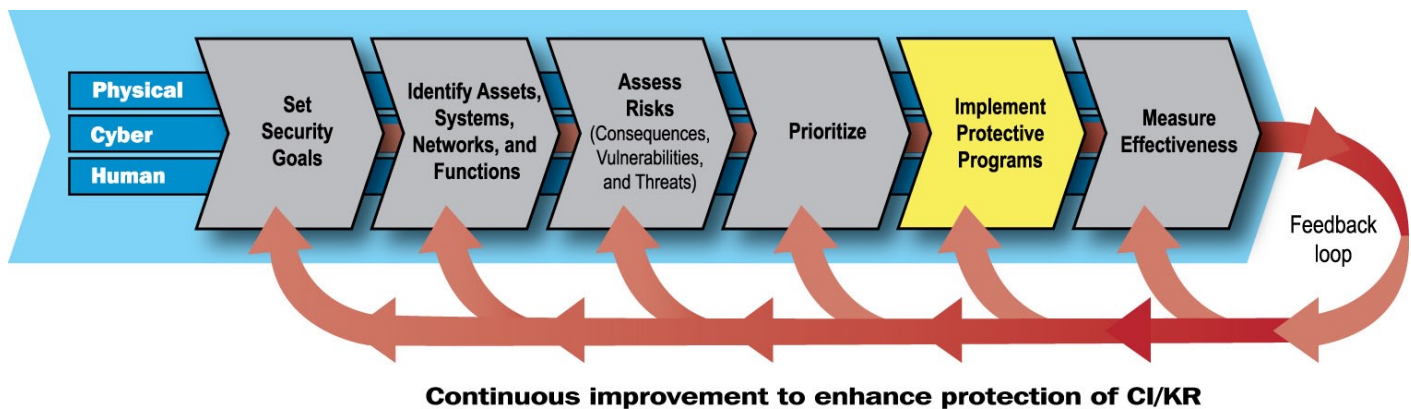 Physical
Cyber
Human
Set
Security
Goals
Identify Assets,
Systems,
Networks, and
Functions
Assess
Risks
(Consequences,
Vulnerabilities,
and Threats)
Prioritize
Implement
Protective
Programs
Measure
Effectiveness
Feedback
loop
Continuous improvement to enhance protection of CI/KR